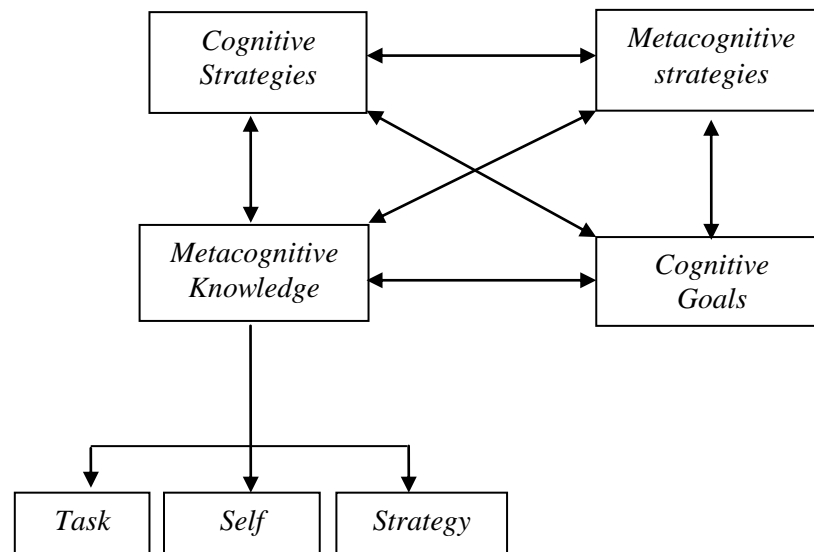 Cognitive
Strategies
Metacognitive
strategies
Metacognitive
Knowledge
Cognitive
Goals
Task
Self
Strategy